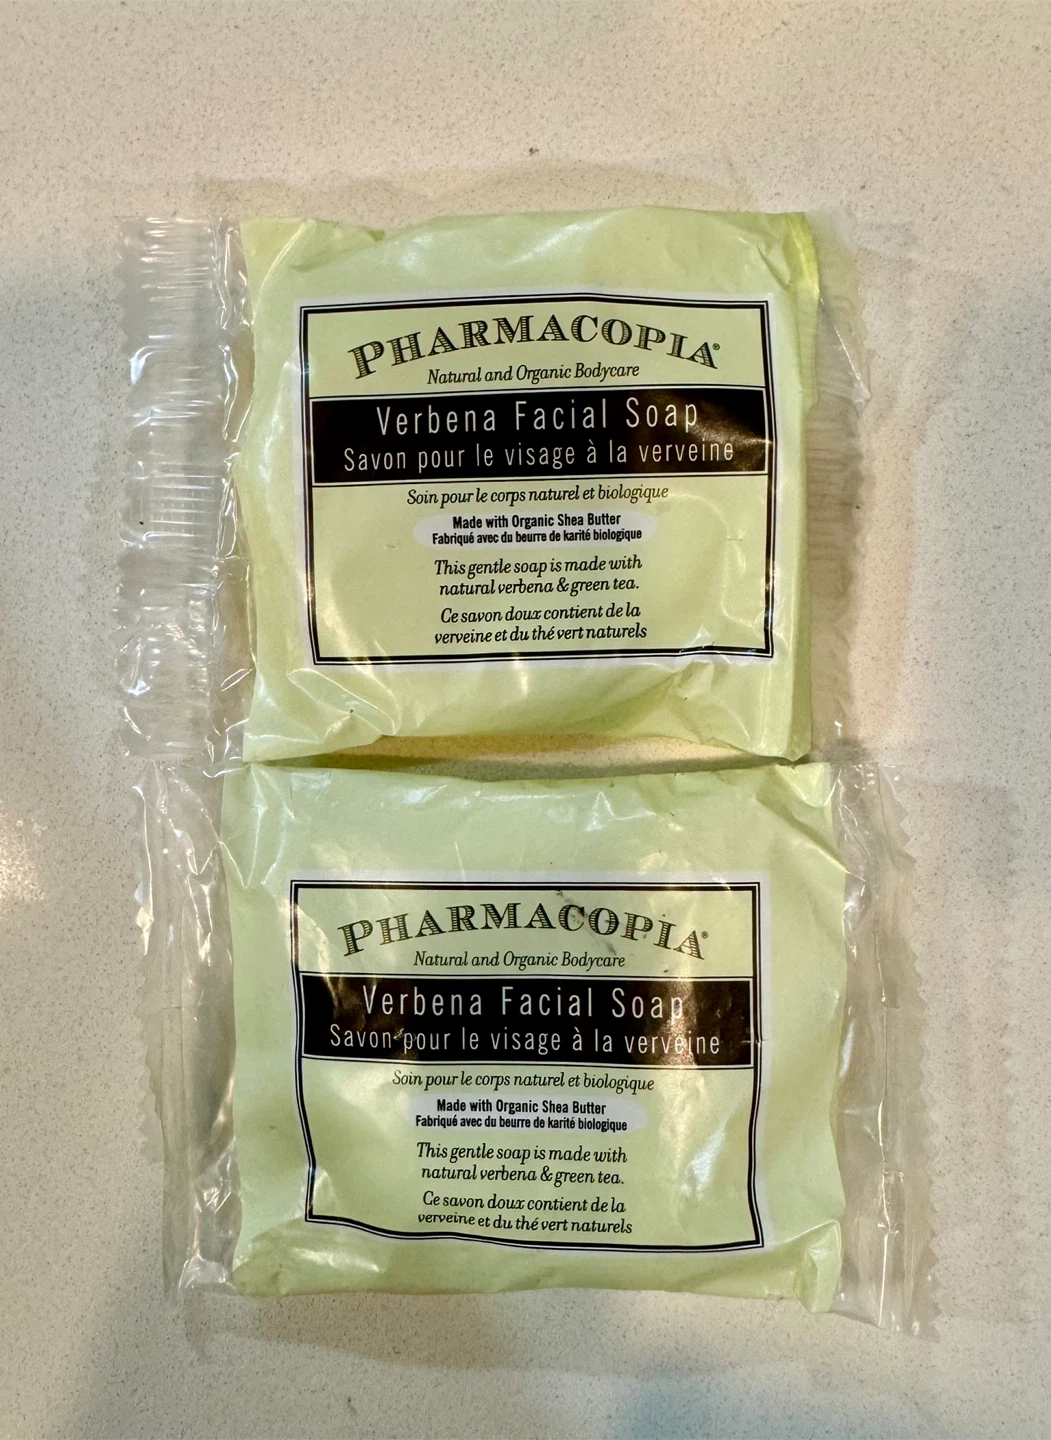 PHARMACOPIA®
Natural and Organic Bodycare
Verbena Facial Soap
Savon pour le visage à la verveine
Soin pour le corps naturel et biologique
Made with Organic Shea Butter
Fabriqué avec du beurre de karité biologique
This gentle soap is made with
natural verbena & green tea.
Ce savon doux contient de la
verveine et du thé vert naturels
PHARMACOPIA®
Natural and Organic Bodycare
Verbena Facial Soap
Savon pour le visage à la verveine
Soin pour le corps naturel et biologique
Made with Organic Shea Butter
Fabriqué avec du beurre de karité biologique
This gentle soap is made with
natural verbena & green tea.
Ce savon doux contient de la
verveine et du thé vert naturels